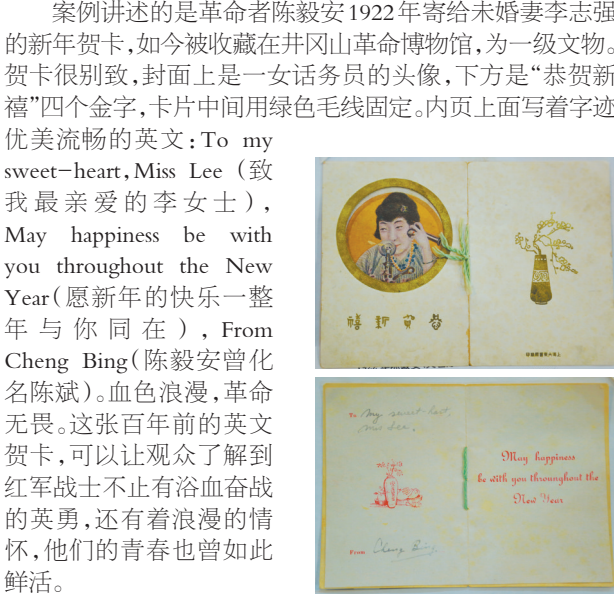 案例讲述的是革命者陈毅安1922年寄给未婚妻李志强
的新年贺卡,如今被收藏在井冈山革命博物馆,为一级文物。
贺卡很别致,封面上是一女话务员的头像,下方是“恭贺新
禧”四个金字,卡片中间用绿色毛线固定。内页上面写着字迹
优美流畅的英文:To my
sweet-heart,Miss Lee (致
我最亲爱的李女士),
May happiness be with
you throughout the New
Year(愿新年的快乐一整
年与你同在),From
Cheng Bing(陈毅安曾化
名陈斌)。血色浪漫,革命
无畏。这张百年前的英文
贺卡,可以让观众了解到
红军战士不止有浴血奋战
的英勇,还有着浪漫的情
怀,他们的青春也曾如此
鲜活。
禧新賀恭
To My sweet-heat,
Miss Lee.
From Cheng Bing
May happiness
be with you throunghout the
New Year